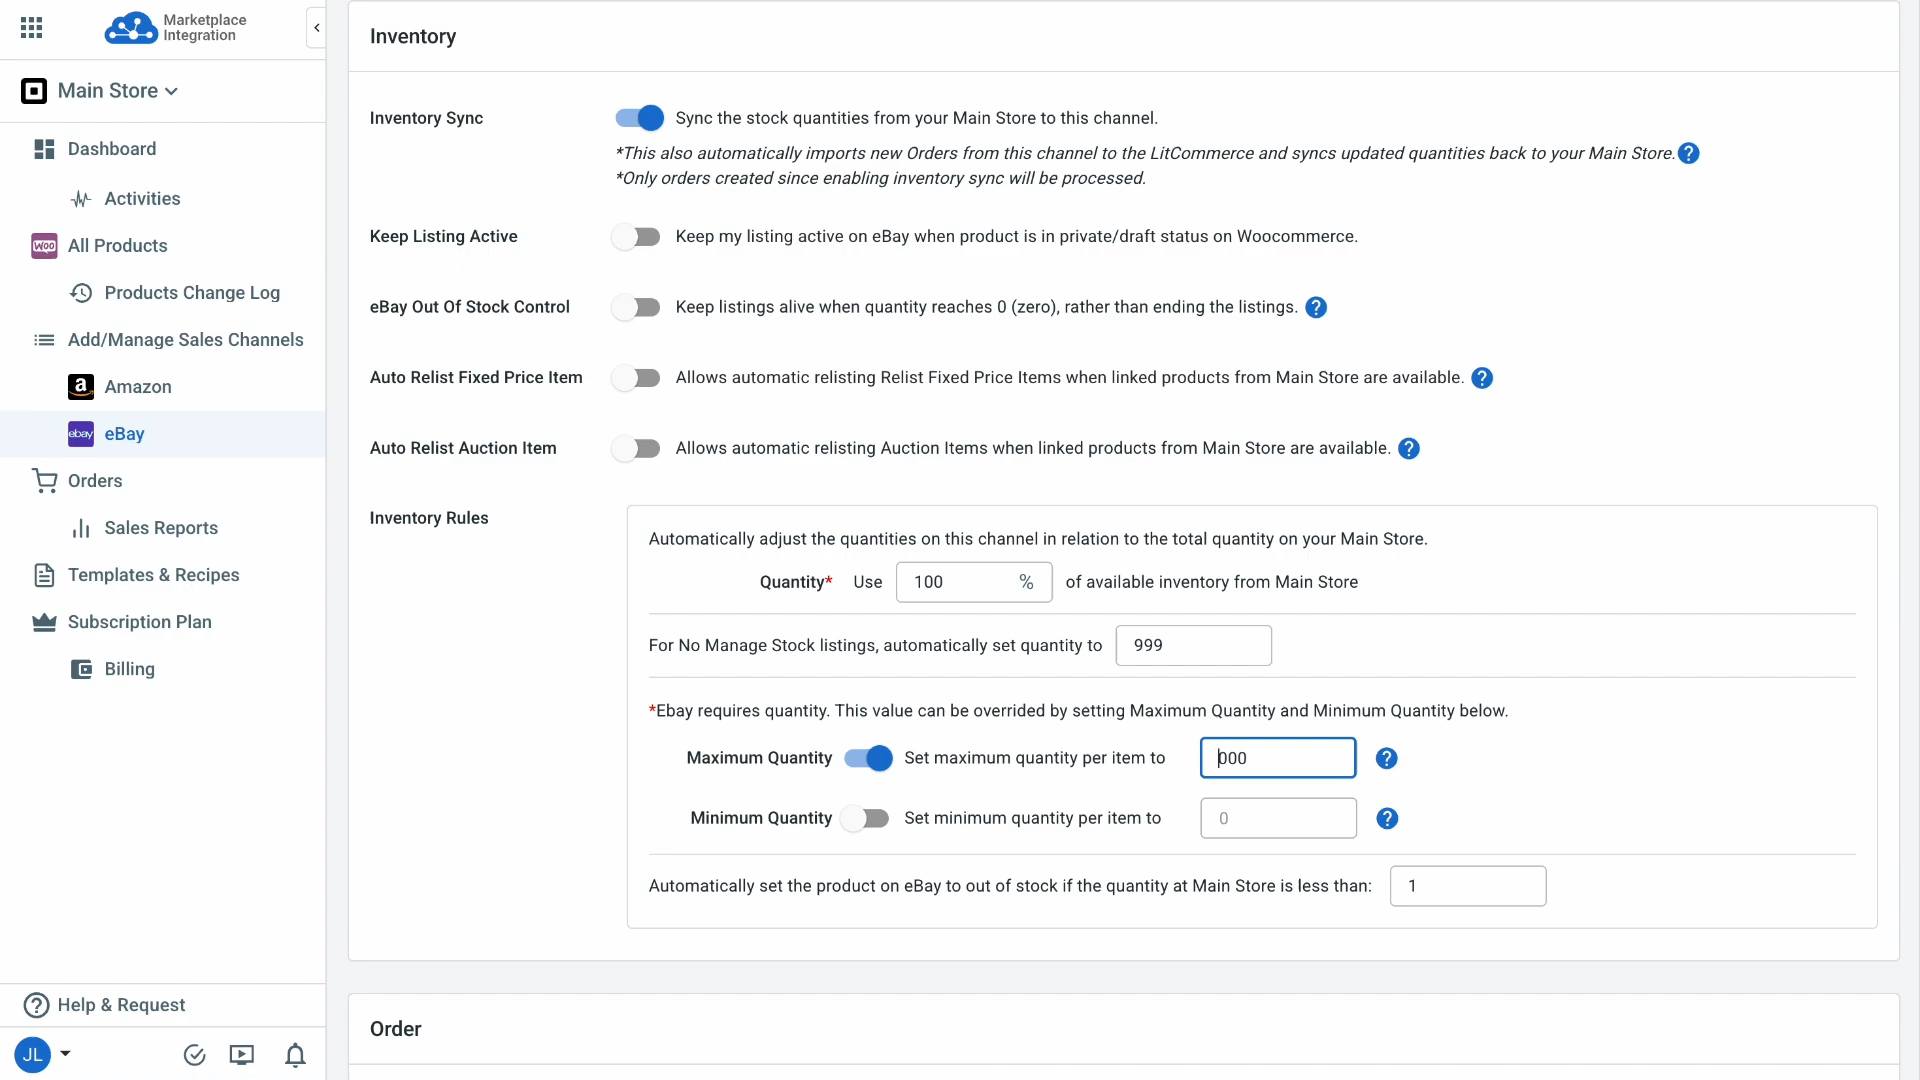 Marketplace
Integration
Main Store
Dashboard
Activities
All Products
Products Change Log
Add/Manage Sales Channels
Amazon
eBay
Orders
Sales Reports
Templates & Recipes
Subscription Plan
Billing
Help & Request
JL
Inventory
Inventory Sync
Sync the stock quantities from your Main Store to this channel.
*This also automatically imports new Orders from this channel to the LitCommerce and syncs updated quantities back to your Main Store. ?
*Only orders created since enabling inventory sync will be processed.
Keep Listing Active
Keep my listing active on eBay when product is in private/draft status on Woocommerce.
eBay Out Of Stock Control
Keep listings alive when quantity reaches 0 (zero), rather than ending the listings. ?
Auto Relist Fixed Price Item
Allows automatic relisting Relist Fixed Price Items when linked products from Main Store are available. ?
Auto Relist Auction Item
Allows automatic relisting Auction Items when linked products from Main Store are available. ?
Inventory Rules
Automatically adjust the quantities on this channel in relation to the total quantity on your Main Store.
Quantity* Use 100 % of available inventory from Main Store
For No Manage Stock listings, automatically set quantity to 999
*Ebay requires quantity. This value can be overrided by setting Maximum Quantity and Minimum Quantity below.
Maximum Quantity Set maximum quantity per item to 000 ?
Minimum Quantity Set minimum quantity per item to 0 ?
Automatically set the product on eBay to out of stock if the quantity at Main Store is less than: 1
Order